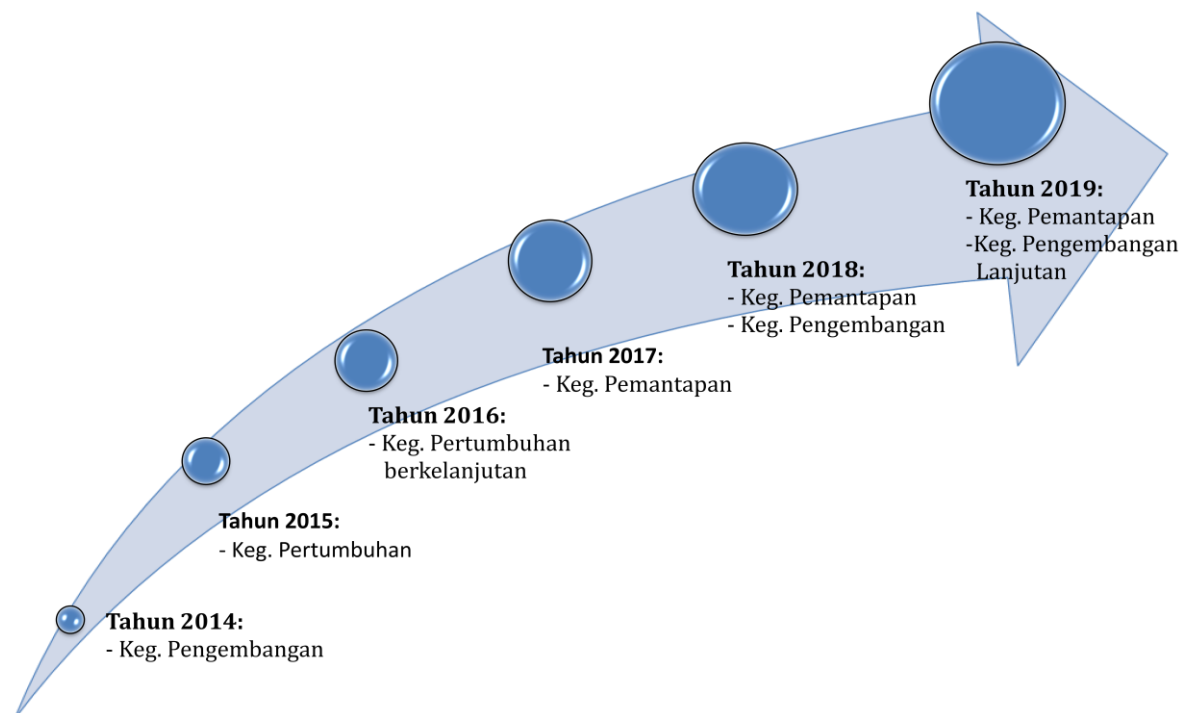 Tahun 2019:
- Keg. Pemantapan
-Keg. Pengembangan
Lanjutan
Tahun 2018:
- Keg. Pemantapan
- Keg. Pengembangan
Tahun 2017:
- Keg. Pemantapan
Tahun 2016:
- Keg. Pertumbuhan
berkelanjutan
Tahun 2015:
- Keg. Pertumbuhan
Tahun 2014:
- Keg. Pengembangan